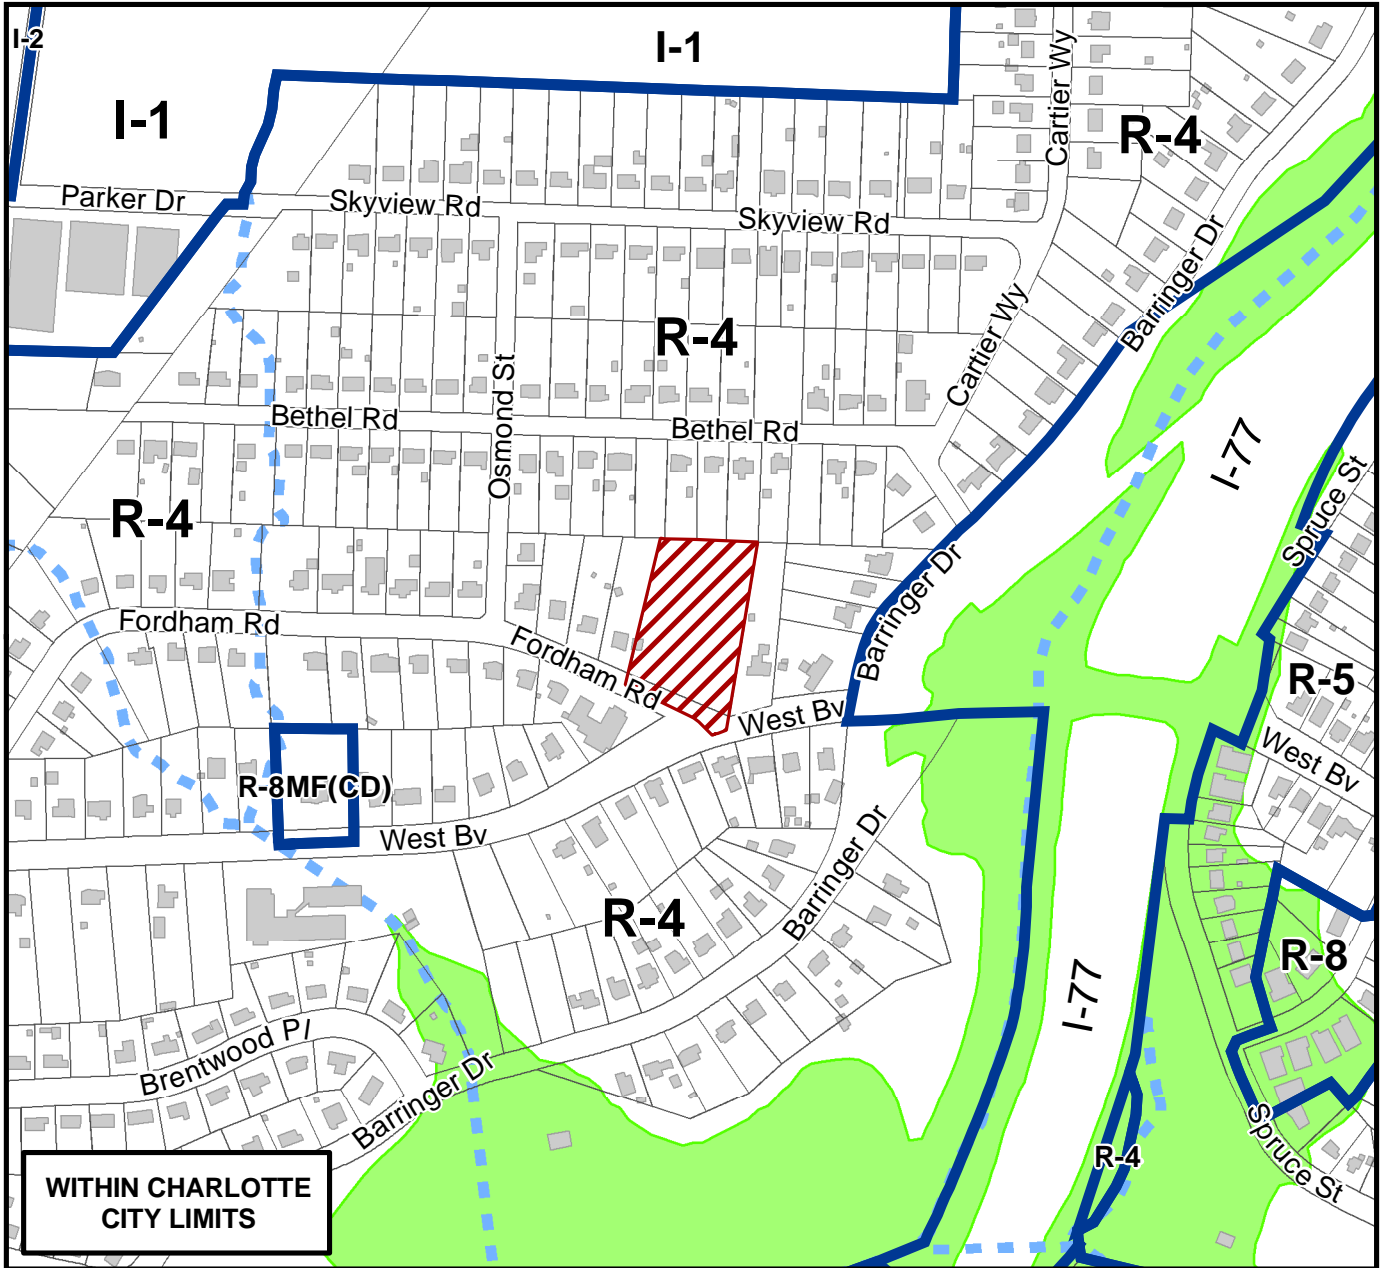 I-2
I-1
I-1
Cartier Wy
R-4
Parker Dr
Skyview Rd
Skyview Rd
Barringer Dr
R-4
Cartier Wy
Osmond St
Bethel Rd
Bethel Rd
I-77
Spruce St
R-4
Fordham Rd
Fordham Rd
Barringer Dr
R-5
West Bv
West Bv
R-8MF(CD)
West Bv
Barringer Dr
R-4
R-8
I-77
Brentwood Pl
Barringer Dr
R-4
Spruce St
WITHIN CHARLOTTE
CITY LIMITS